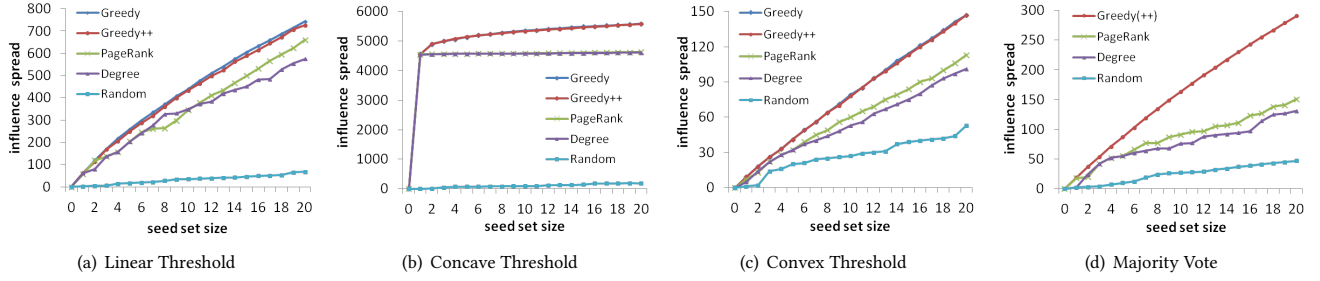 800
700
600
500
400
300
200
100
0
influence spread
Greedy
Greedy++
PageRank
Degree
Random
0 2 4 6 8 10 12 14 16 18 20
seed set size
(a) Linear Threshold
6000
5000
4000
3000
2000
1000
0
influence spread
Greedy
Greedy++
PageRank
Degree
Random
0 2 4 6 8 10 12 14 16 18 20
seed set size
(b) Concave Threshold
150
120
90
60
30
0
influence spread
Greedy
Greedy++
PageRank
Degree
Random
0 2 4 6 8 10 12 14 16 18 20
seed set size
(c) Convex Threshold
300
250
200
150
100
50
0
influence spread
Greedy(++)
PageRank
Degree
Random
0 2 4 6 8 10 12 14 16 18 20
seed set size
(d) Majority Vote